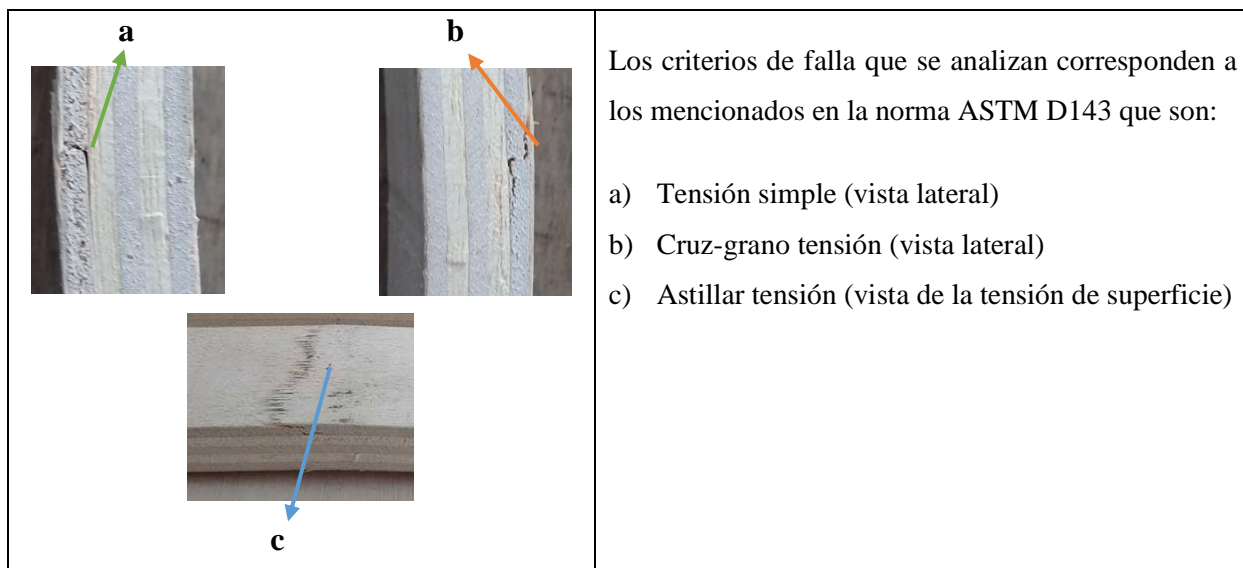 a
b
c
Los criterios de falla que se analizan corresponden a
los mencionados en la norma ASTM D143 que son:
a) Tensión simple (vista lateral)
b) Cruz-grano tensión (vista lateral)
c) Astillar tensión (vista de la tensión de superficie)